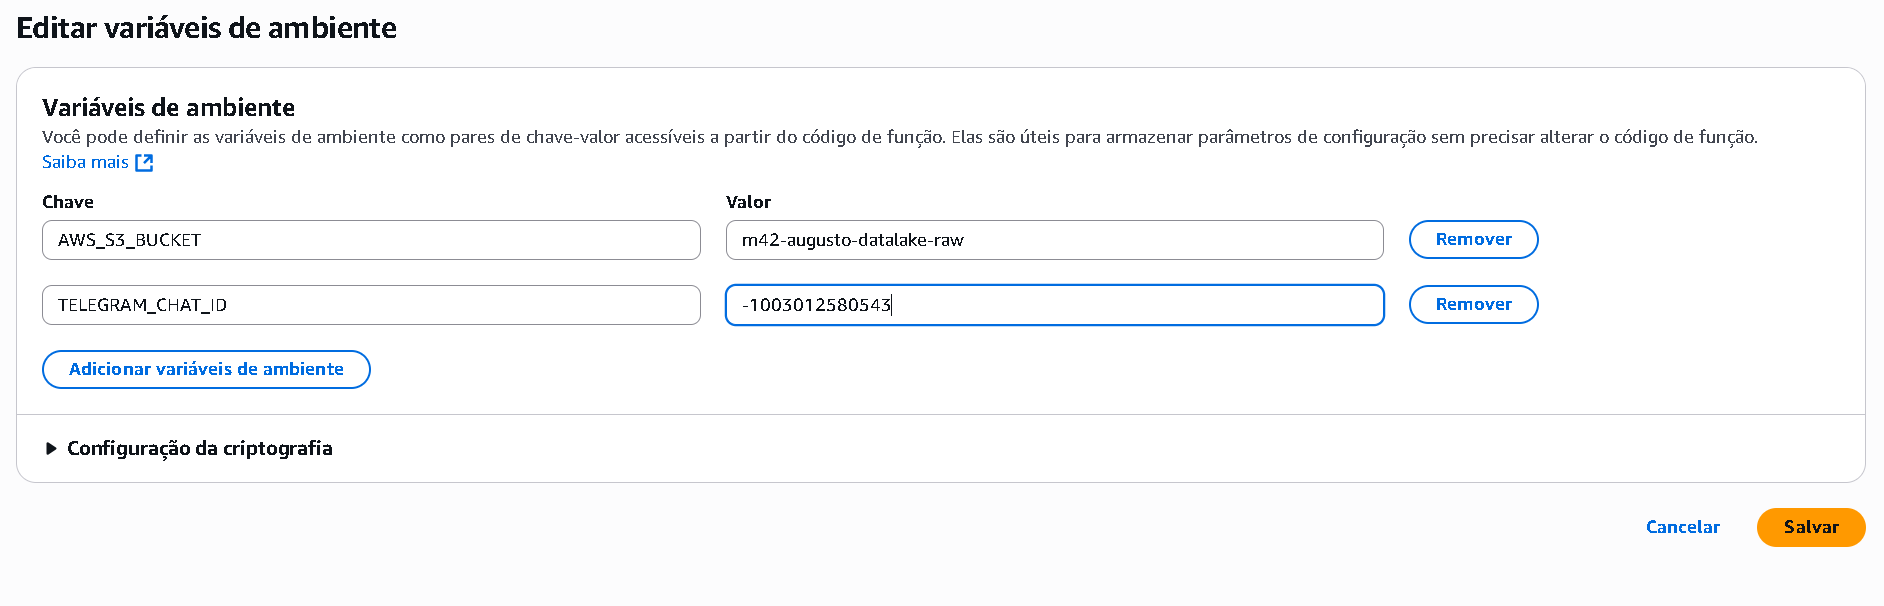 Editar variáveis de ambiente
Variáveis de ambiente
Você pode definir as variáveis de ambiente como pares de chave-valor acessíveis a partir do código de função. Elas são úteis para armazenar parâmetros de configuração sem precisar alterar o código de função.
Saiba mais
Chave Valor
AWS_S3_BUCKET m42-augusto-datalake-raw Remover
TELEGRAM_CHAT_ID -1003012580543 Remover
Adicionar variáveis de ambiente
Configuração da criptografia
Cancelar Salvar